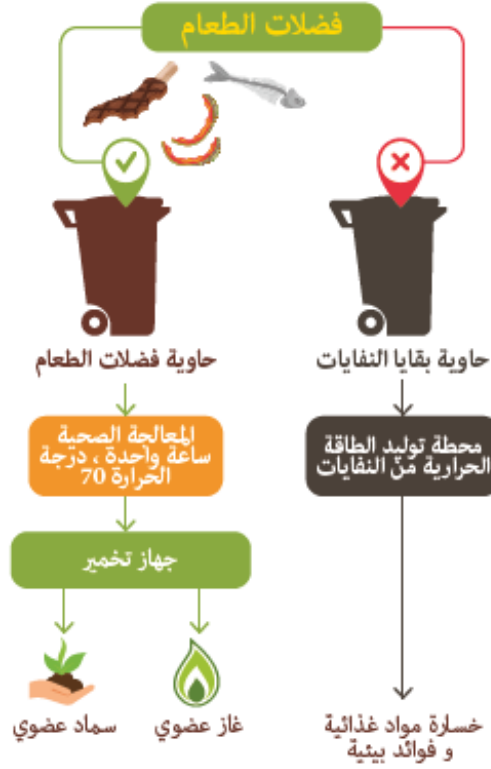 فضلات الطعام
حاوية فضلات الطعام
المعالجة الصحية
ساعة واحدة ، درجة
الحرارة 70
جهاز تخمير
غاز عضوي
سماد عضوي
حاوية بقايا النفايات
محطة توليد الطاقة
الحرارية من النفايات
خسارة مواد غذائية
و فوائد بيئية